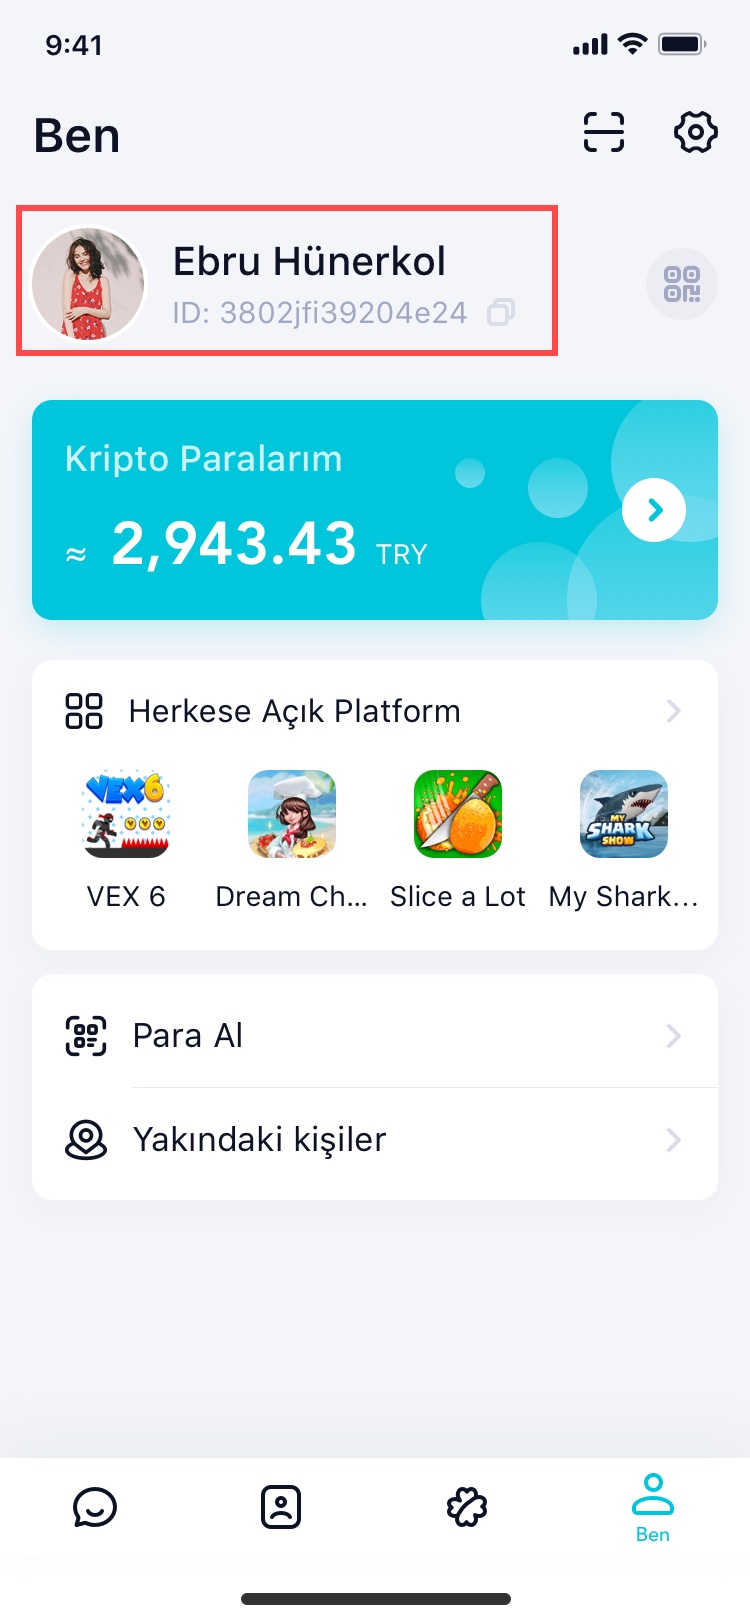 9:41
Ben
Ebru Hünerkol
ID: 3802jfi39204e24
Kripto Paralarım
≈ 2,943.43 TRY
Herkese Açık Platform
VEX6
MY
SHARK
SHOW
VEX 6
Dream Ch...
Slice a Lot
My Shark...
Para Al
Yakındaki kişiler
Ben